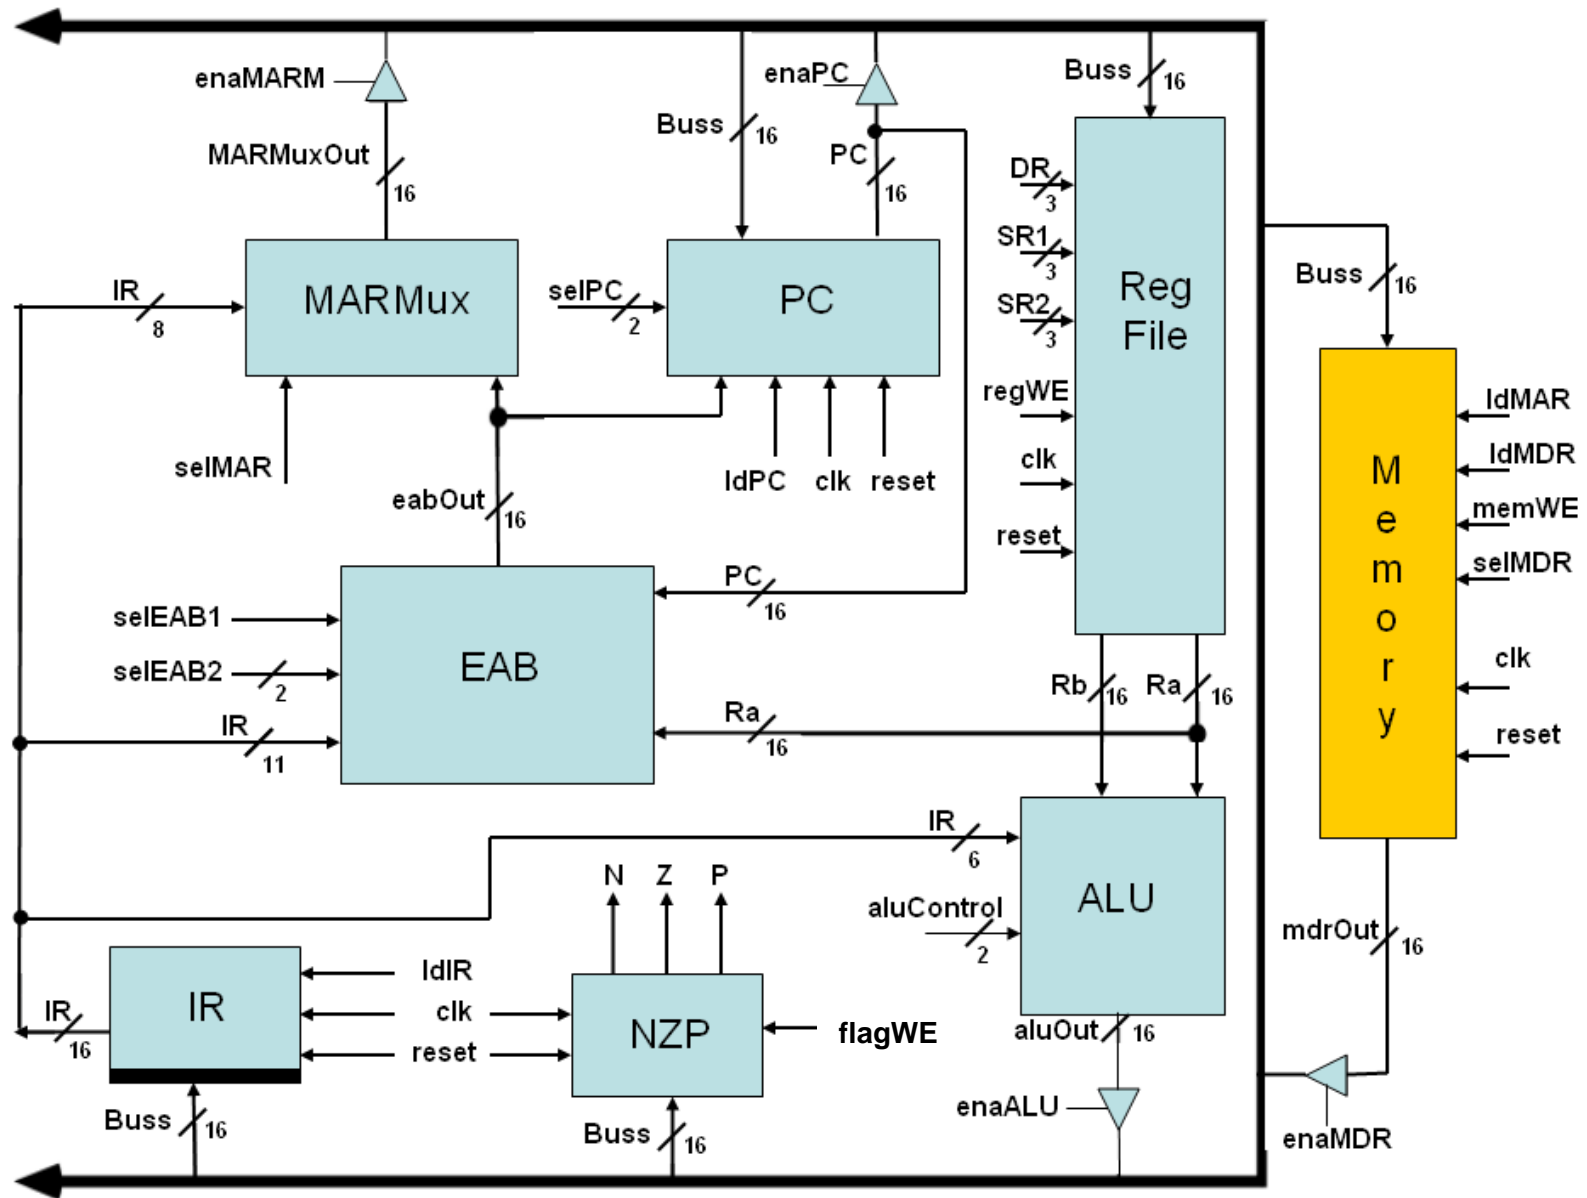 enaMARM
enaPC
Buss
16
MARMuxOut
16
Buss
16
PC
16
DR
3
SR1
3
SR2
3
Reg
File
Buss
16
IR
8
MARMux
selPC
2
PC
regWE
clk
reset
selMAR
ldPC
clk
reset
eabOut
16
Memory
ldMAR
ldMDR
memWE
selMDR
clk
reset
selEAB1
selEAB2
2
IR
11
EAB
PC
16
Ra
16
Rb
16
Ra
16
IR
6
ALU
aluControl
2
N
Z
P
mdrOut
16
IR
16
IR
ldIR
clk
reset
NZP
flagWE
aluOut
16
enaALU
enaMDR
Buss
16
Buss
16